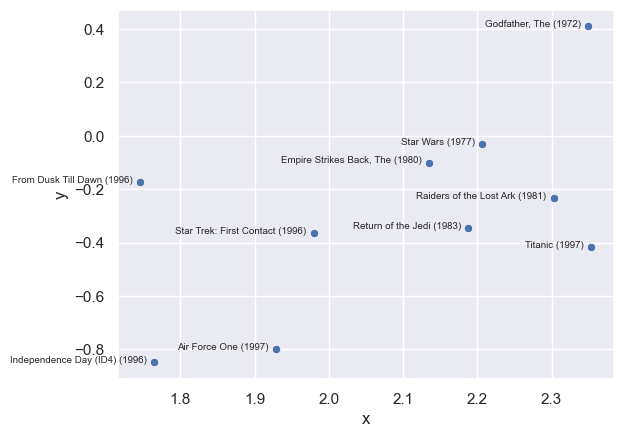 0.4
Godfather, The (1972)
0.2
0.0
Star Wars (1977)
Empire Strikes Back, The (1980)
From Dusk Till Dawn (1996)
−0.2
Raiders of the Lost Ark (1981)
y
Star Trek: First Contact (1996)
Return of the Jedi (1983)
−0.4
Titanic (1997)
−0.6
Air Force One (1997)
−0.8
Independence Day (ID4) (1996)
1.8 1.9 2.0 2.1 2.2 2.3
x